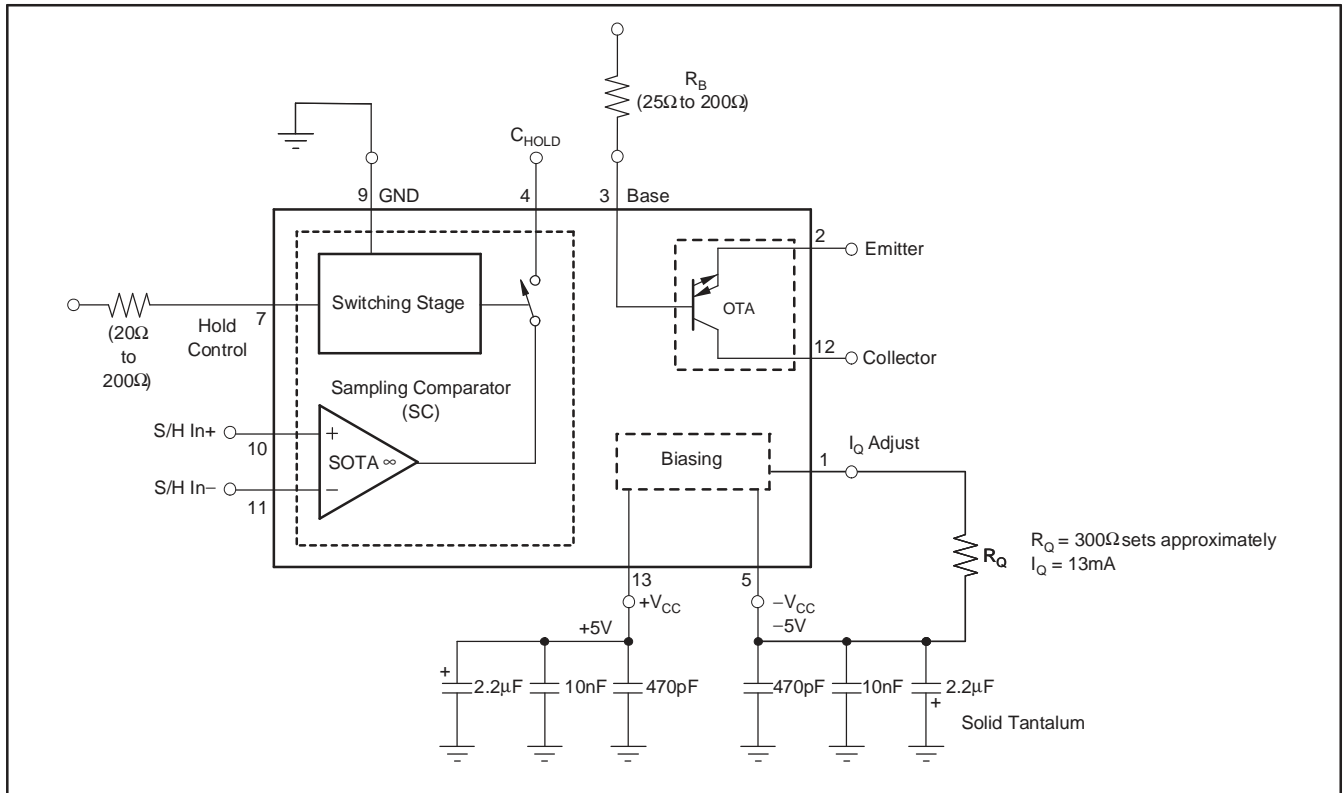 R_B
(25Ω to 200Ω)
C_HOLD
9 GND
4
3 Base
2
Emitter
Switching Stage
OTA
7
Hold
Control
(20Ω
to
200Ω)
12
Collector
Sampling Comparator
(SC)
S/H In+
10
+
SOTA ∞
−
S/H In−
11
Biasing
1
I_Q Adjust
R_Q
R_Q = 300Ω sets approximately
I_Q = 13mA
13
5
+V_CC
−V_CC
+5V
−5V
+
2.2µF
10nF
470pF
470pF
10nF
2.2µF
+
Solid Tantalum